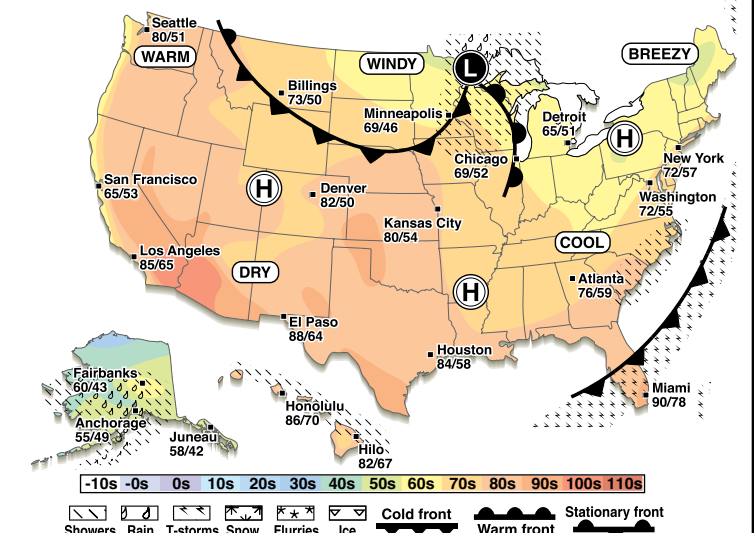 Seattle
80/51
WARM
WINDY
L
BREEZY
Billings
73/50
Minneapolis
69/46
Detroit
65/51
H
Chicago
69/52
New York
72/57
San Francisco
65/53
H
Denver
82/50
Washington
72/55
Kansas City
80/54
COOL
Los Angeles
85/65
DRY
H
Atlanta
76/59
El Paso
88/64
Houston
84/58
Miami
90/78
Fairbanks
60/43
Anchorage
55/49
Juneau
58/42
Honolulu
86/70
Hilo
82/67
-10s -0s 0s 10s 20s 30s 40s 50s 60s 70s 80s 90s 100s 110s
Showers Rain T-storms Snow Flurries Ice Cold front Warm front Stationary front